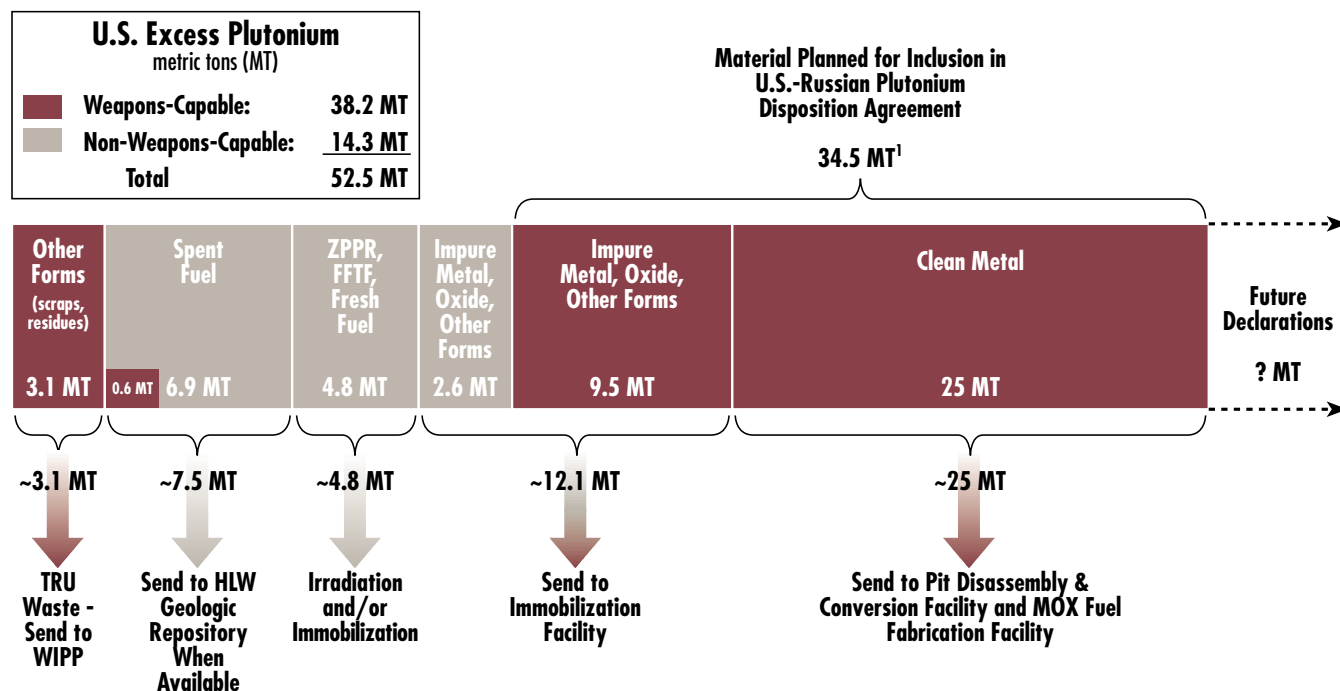 U.S. Excess Plutonium
metric tons (MT)
Weapons-Capable: 38.2 MT
Non-Weapons-Capable: 14.3 MT
Total 52.5 MT
Material Planned for Inclusion in
U.S.-Russian Plutonium
Disposition Agreement
34.5 MT¹
Other
Forms
(scraps,
residues)
3.1 MT
Spent
Fuel
0.6 MT
6.9 MT
ZPPR,
FFTF,
Fresh
Fuel
4.8 MT
Impure
Metal,
Oxide,
Other
Forms
2.6 MT
Impure
Metal, Oxide,
Other Forms
9.5 MT
Clean Metal
25 MT
Future
Declarations
? MT
~3.1 MT
~7.5 MT
~4.8 MT
~12.1 MT
~25 MT
TRU
Waste -
Send to
WIPP
Send to HLW
Geologic
Repository
When
Available
Irradiation
and/or
Immobilization
Send to
Immobilization
Facility
Send to Pit Disassembly &
Conversion Facility and MOX Fuel
Fabrication Facility